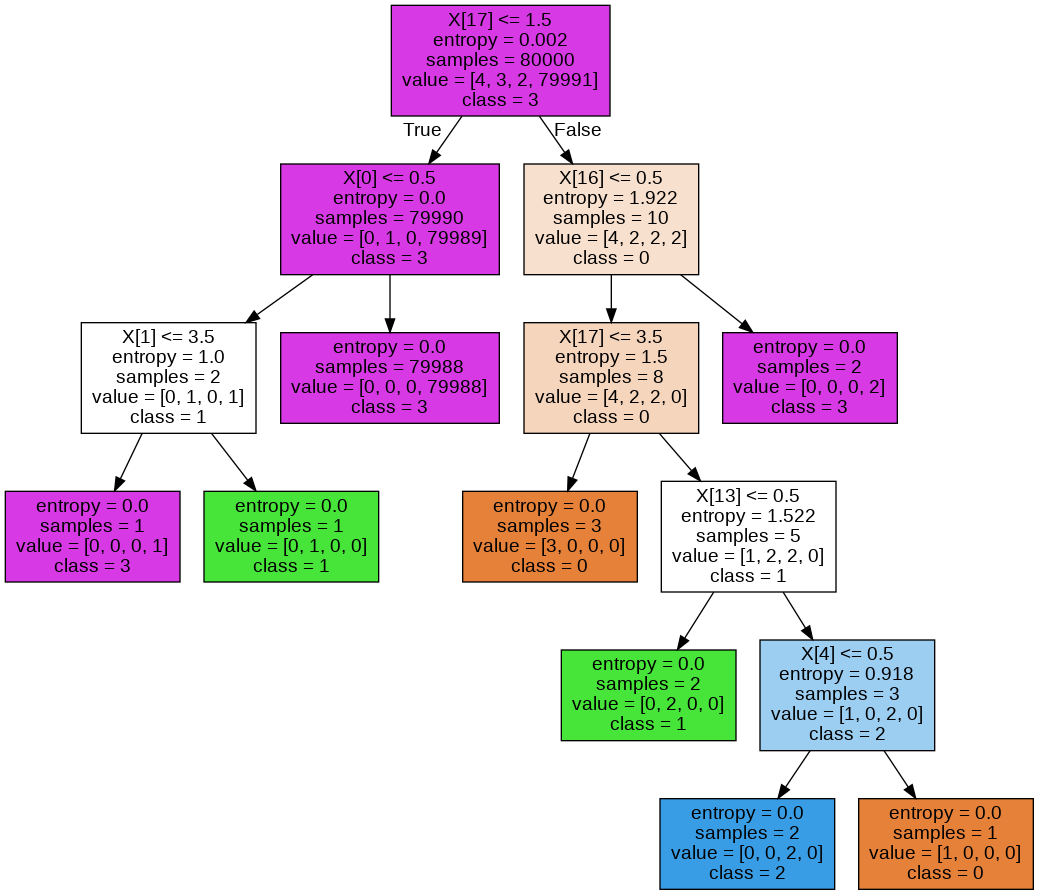 X[17] <= 1.5
entropy = 0.002
samples = 80000
value = [4, 3, 2, 79991]
class = 3
True
False
X[0] <= 0.5
entropy = 0.0
samples = 79990
value = [0, 1, 0, 79989]
class = 3
X[16] <= 0.5
entropy = 1.922
samples = 10
value = [4, 2, 2, 2]
class = 0
X[1] <= 3.5
entropy = 1.0
samples = 2
value = [0, 1, 0, 1]
class = 1
entropy = 0.0
samples = 79988
value = [0, 0, 0, 79988]
class = 3
X[17] <= 3.5
entropy = 1.5
samples = 8
value = [4, 2, 2, 0]
class = 0
entropy = 0.0
samples = 2
value = [0, 0, 0, 2]
class = 3
entropy = 0.0
samples = 1
value = [0, 0, 0, 1]
class = 3
entropy = 0.0
samples = 1
value = [0, 1, 0, 0]
class = 1
entropy = 0.0
samples = 3
value = [3, 0, 0, 0]
class = 0
X[13] <= 0.5
entropy = 1.522
samples = 5
value = [1, 2, 2, 0]
class = 1
entropy = 0.0
samples = 2
value = [0, 2, 0, 0]
class = 1
X[4] <= 0.5
entropy = 0.918
samples = 3
value = [1, 0, 2, 0]
class = 2
entropy = 0.0
samples = 2
value = [0, 0, 2, 0]
class = 2
entropy = 0.0
samples = 1
value = [1, 0, 0, 0]
class = 0